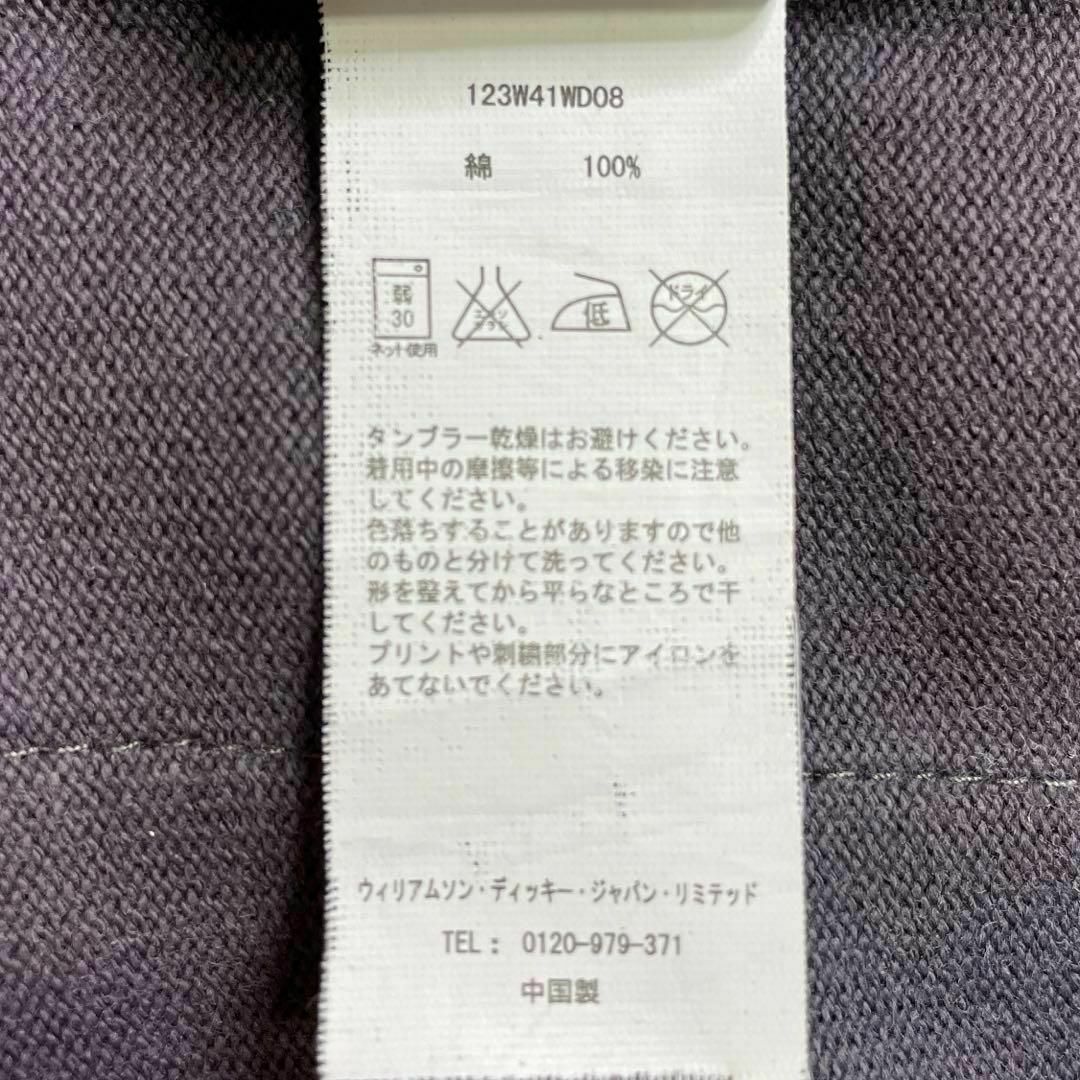 123W41WD08
綿 100%
弱
30
ネット使用
エンソ
サラシ
低
ドライ
タンブラー乾燥はお避けください。
着用中の摩擦等による移染に注意
してください。
色落ちすることがありますので他
のものと分けて洗ってください。
形を整えてから平らなところで干
してください。
プリントや刺繍部分にアイロンを
あてないでください。
ウィリアムソン・ディッキー・ジャパン・リミテッド
TEL： 0120-979-371
中国製